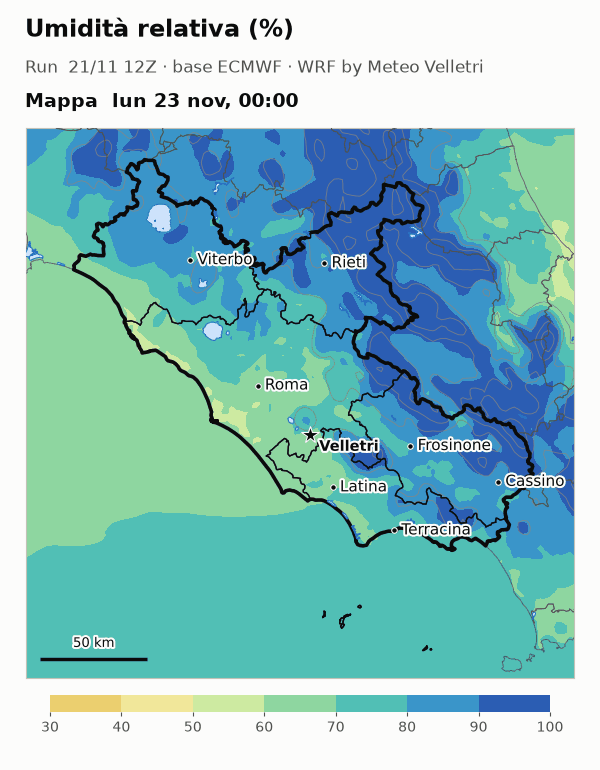 Umidità relativa (%)
Run  21/11 12Z · base ECMWF · WRF by Meteo Velletri
Mappa  lun 23 nov, 00:00
Viterbo
Rieti
Roma
Velletri
Frosinone
Cassino
Latina
Terracina
50 km
30 40 50 60 70 80 90 100